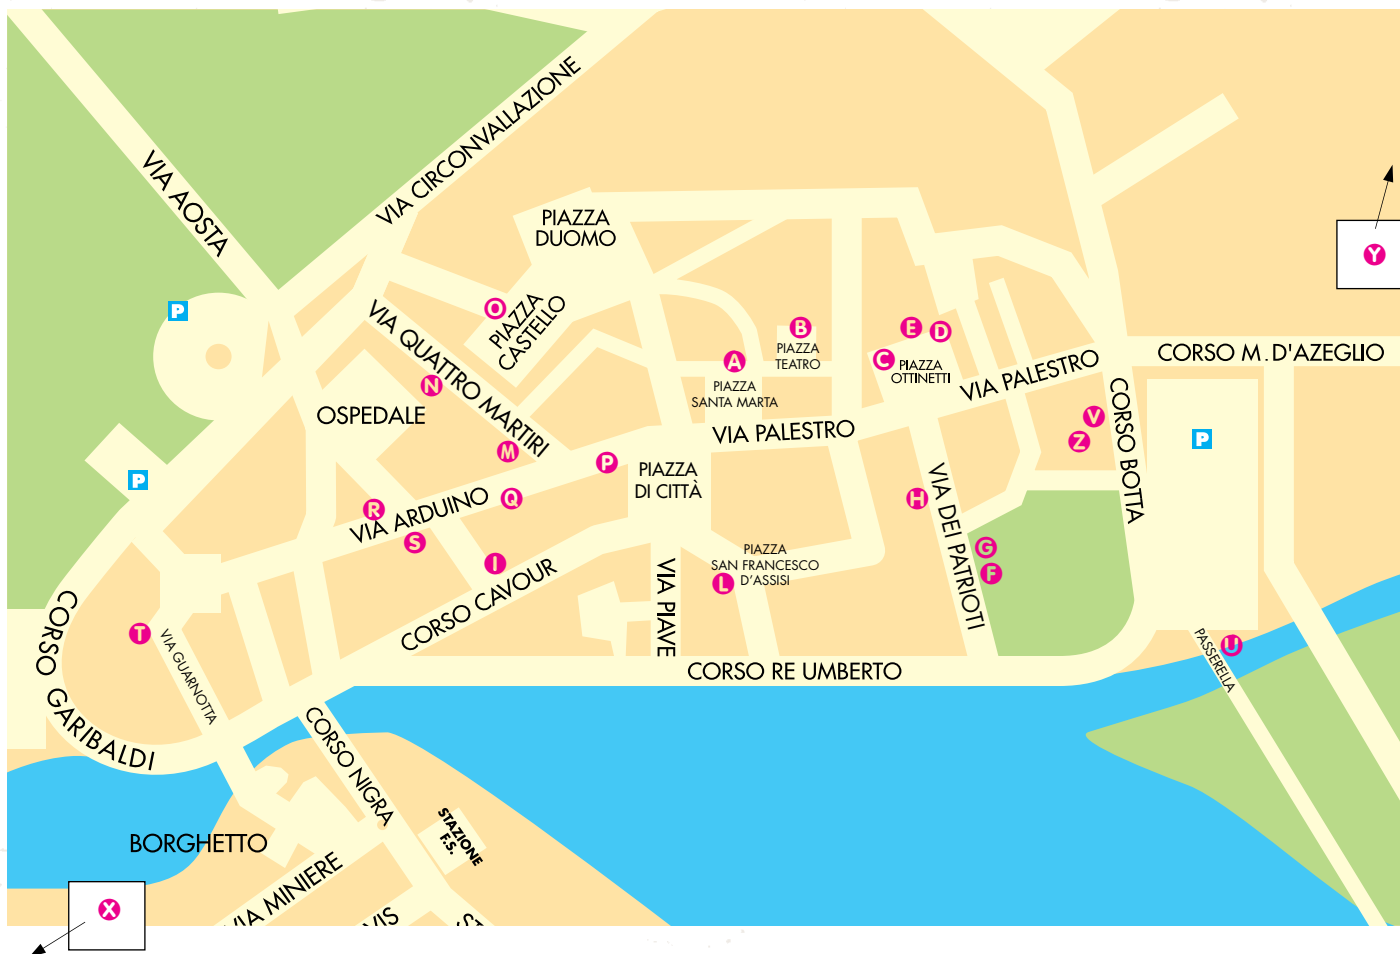 VIA AOSTA
VIA CIRCONVALLAZIONE
PIAZZA
DUOMO
Y
P
O
PIAZZA
CASTELLO
VIA QUATTRO MARTIRI
B
PIAZZA
TEATRO
E
D
C
PIAZZA
OTTINETTI
A
PIAZZA
SANTA MARTA
CORSO M. D'AZEGLIO
VIA PALESTRO
N
OSPEDALE
VIA PALESTRO
CORSO BOTTA
V
Z
P
M
P
PIAZZA
DI CITTÀ
P
R
VIA ARDUINO
Q
S
H
VIA DEI PATRIOTI
I
CORSO CAVOUR
VIA PIAVE
PIAZZA
SAN FRANCESCO
D'ASSISI
L
G
F
CORSO GARIBALDI
T
VIA GUARNOTTA
CORSO RE UMBERTO
PASSERELLA
U
CORSO NIGRA
STAZIONE
F.S.
BORGHETTO
VIA MINIERE
VIS
X